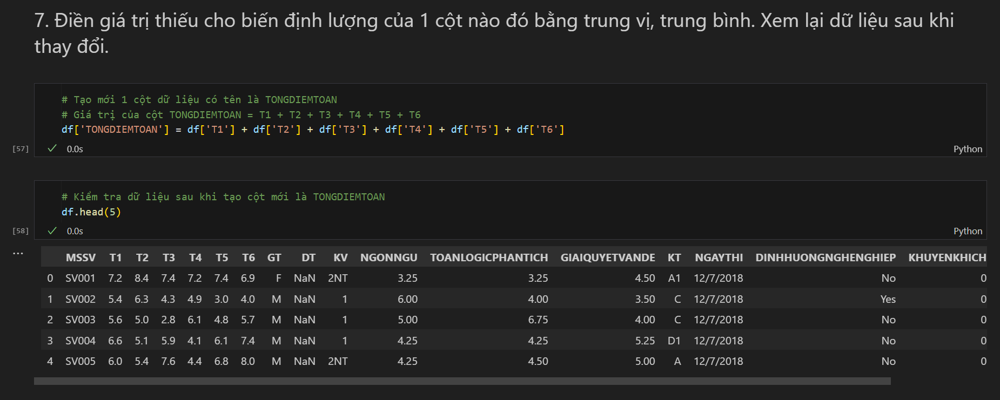 7. Điền giá trị thiếu cho biến định lượng của 1 cột nào đó bằng trung vị, trung bình. Xem lại dữ liệu sau khi
thay đổi.
# Tạo mới 1 cột dữ liệu có tên là TONGDIEMTOAN
# Giá trị của cột TONGDIEMTOAN = T1 + T2 + T3 + T4 + T5 + T6
df['TONGDIEMTOAN'] = df['T1'] + df['T2'] + df['T3'] + df['T4'] + df['T5'] + df['T6']
[57] ✓ 0.0s Python
# Kiểm tra dữ liệu sau khi tạo cột mới là TONGDIEMTOAN
df.head(5)
[58] ✓ 0.0s Python
...
MSSV T1 T2 T3 T4 T5 T6 GT DT KV NGONNGU TOANLOGICPHANTICH GIAIQUYETVANDE KT NGAYTHI DINHHUONGNGHENGHIEP KHUYENKHICH
0 SV001 7.2 8.4 7.4 7.2 7.4 6.9 F NaN 2NT 3.25 3.25 4.50 A1 12/7/2018 No 0
1 SV002 5.4 6.3 4.3 4.9 3.0 4.0 M NaN 1 6.00 4.00 3.50 C 12/7/2018 Yes 0
2 SV003 5.6 5.0 2.8 6.1 4.8 5.7 M NaN 1 5.00 6.75 4.00 C 12/7/2018 No 0
3 SV004 6.6 5.1 5.9 4.1 6.1 7.4 M NaN 1 4.25 4.25 5.25 D1 12/7/2018 No 0
4 SV005 6.0 5.4 7.6 4.4 6.8 8.0 M NaN 2NT 4.25 4.50 5.00 A 12/7/2018 No 0